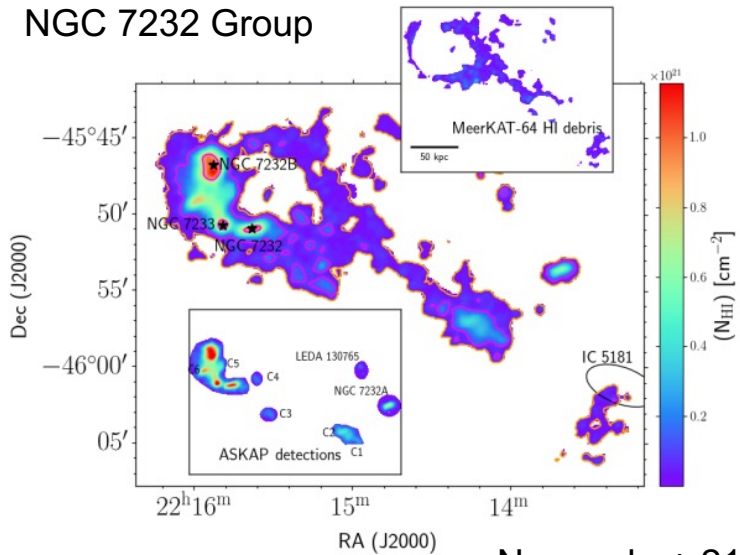 NGC 7232 Group
MeerKAT-64 HI debris
50 kpc
×10²¹
1.0
0.8
0.6
0.4
0.2
(N_HI) [cm⁻²]
−45°45′
50′
55′
−46°00′
05′
Dec (J2000)
NGC 7232B
NGC 7233
NGC 7232
IC 5181
LEDA 130765
NGC 7232A
C6
C5
C4
C3
C2
C1
ASKAP detections
22ʰ16ᵐ
15ᵐ
14ᵐ
RA (J2000)